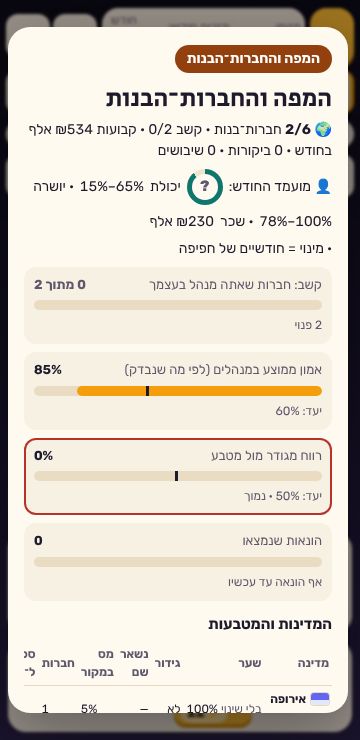 המפה והחברות־הבנות
המפה והחברות־הבנות
🌍 2/6 חברות־בנות • קשב 0/2 • קבועות ₪534 אלף
בחודש • 0 ביקורות • 0 שיבושים
👤 מועמד החודש: ? יכולת 15%–65% • יושרה
78%–100% • שכר ₪230 אלף
• מינוי = חודשיים של חפיפה
קשב: חברות שאתה מנהל בעצמך 0 מתוך 2
2 פנוי
אמון ממוצע במנהלים (לפי מה שנבדק) 85%
יעד: 60%
רווח מגודר מול מטבע 0%
יעד: 50% • נמוך
הונאות שנמצאו 0
אף הונאה עד עכשיו
המדינות והמטבעות
מדינה שער גידור נשאר שם מס במקור חברות
אירופה בלי שינוי 100% לא — 5% 1